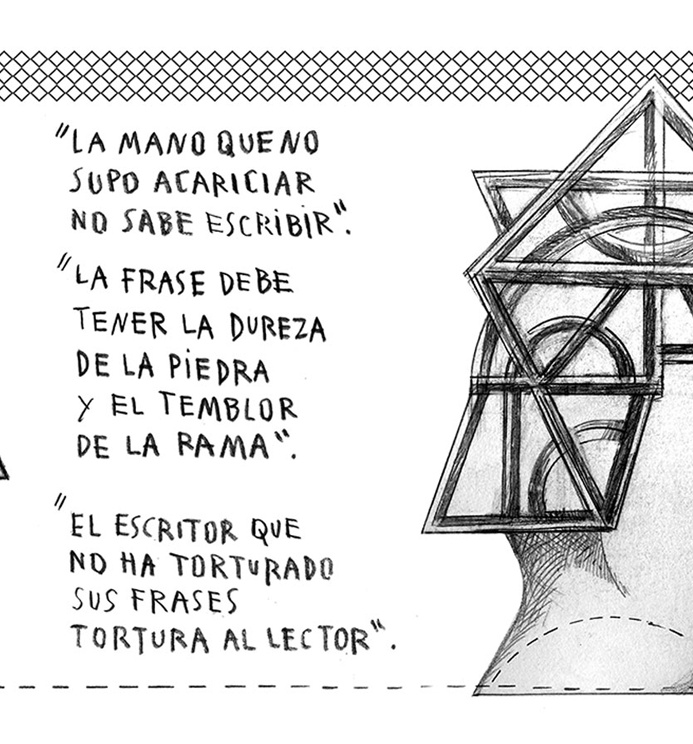 "LA MANO QUE NO
SUPO ACARICIAR
NO SABE ESCRIBIR".
"LA FRASE DEBE
TENER LA DUREZA
DE LA PIEDRA
Y EL TEMBLOR
DE LA RAMA".
"EL ESCRITOR QUE
NO HA TORTURADO
SUS FRASES
TORTURA AL LECTOR".